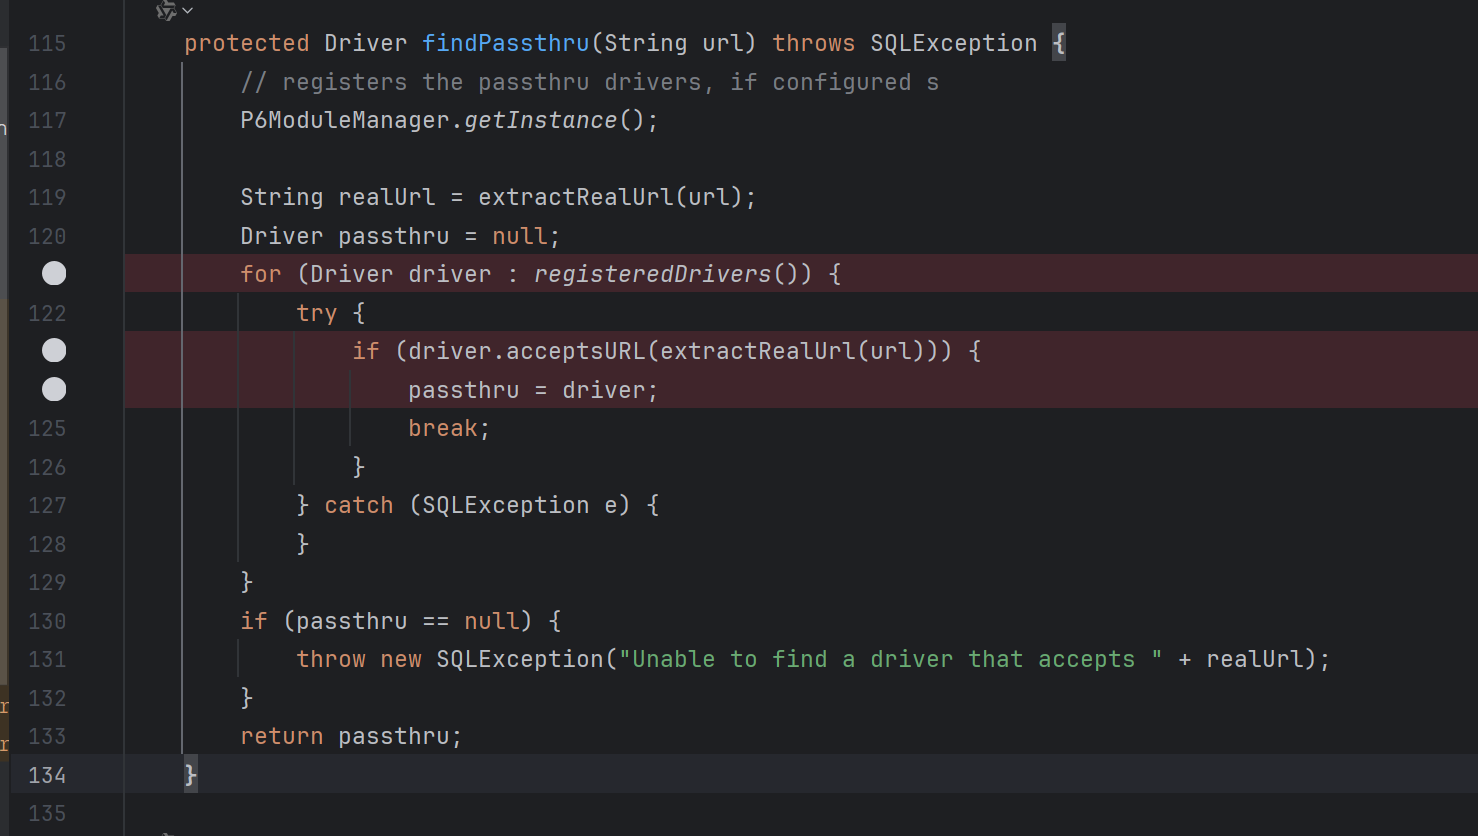 115 protected Driver findPassthru(String url) throws SQLException {
116 // registers the passthru drivers, if configured s
117 P6ModuleManager.getInstance();
118
119 String realUrl = extractRealUrl(url);
120 Driver passthru = null;
for (Driver driver : registeredDrivers()) {
122 try {
if (driver.acceptsURL(extractRealUrl(url))) {
passthru = driver;
125 break;
126 }
127 } catch (SQLException e) {
128 }
129 }
130 if (passthru == null) {
131 throw new SQLException("Unable to find a driver that accepts " + realUrl);
132 }
133 return passthru;
134 }
135